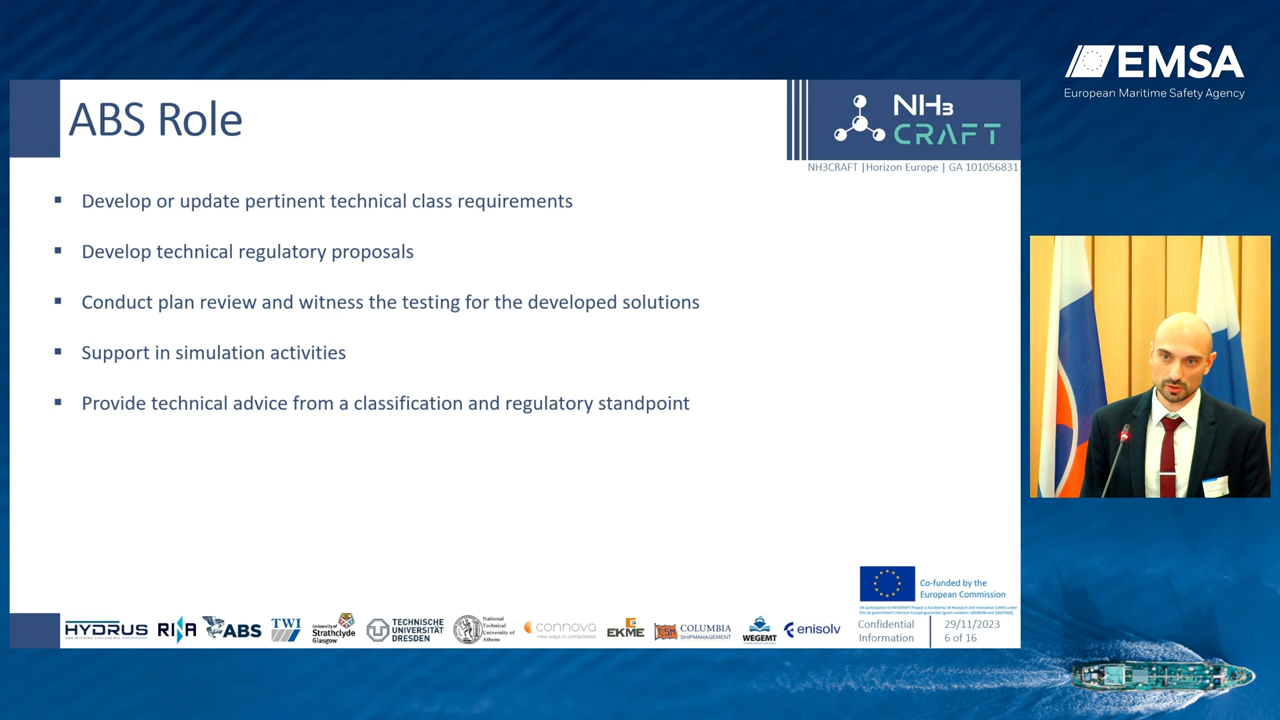 EMSA
European Maritime Safety Agency
ABS Role
NH3
CRAFT
NH3CRAFT |Horizon Europe | GA 101056831
▪ Develop or update pertinent technical class requirements
▪ Develop technical regulatory proposals
▪ Conduct plan review and witness the testing for the developed solutions
▪ Support in simulation activities
▪ Provide technical advice from a classification and regulatory standpoint
Co-funded by the
European Commission
HYDRUS
RINA
ABS
TWI
University of
Strathclyde
Glasgow
TECHNISCHE
UNIVERSITÄT
DRESDEN
National
Technical
University of
Athens
connova
new ways in composites
EKME
COLUMBIA
SHIPMANAGEMENT
WEGEMT
enisolv
Confidential
Information
29/11/2023
6 of 16